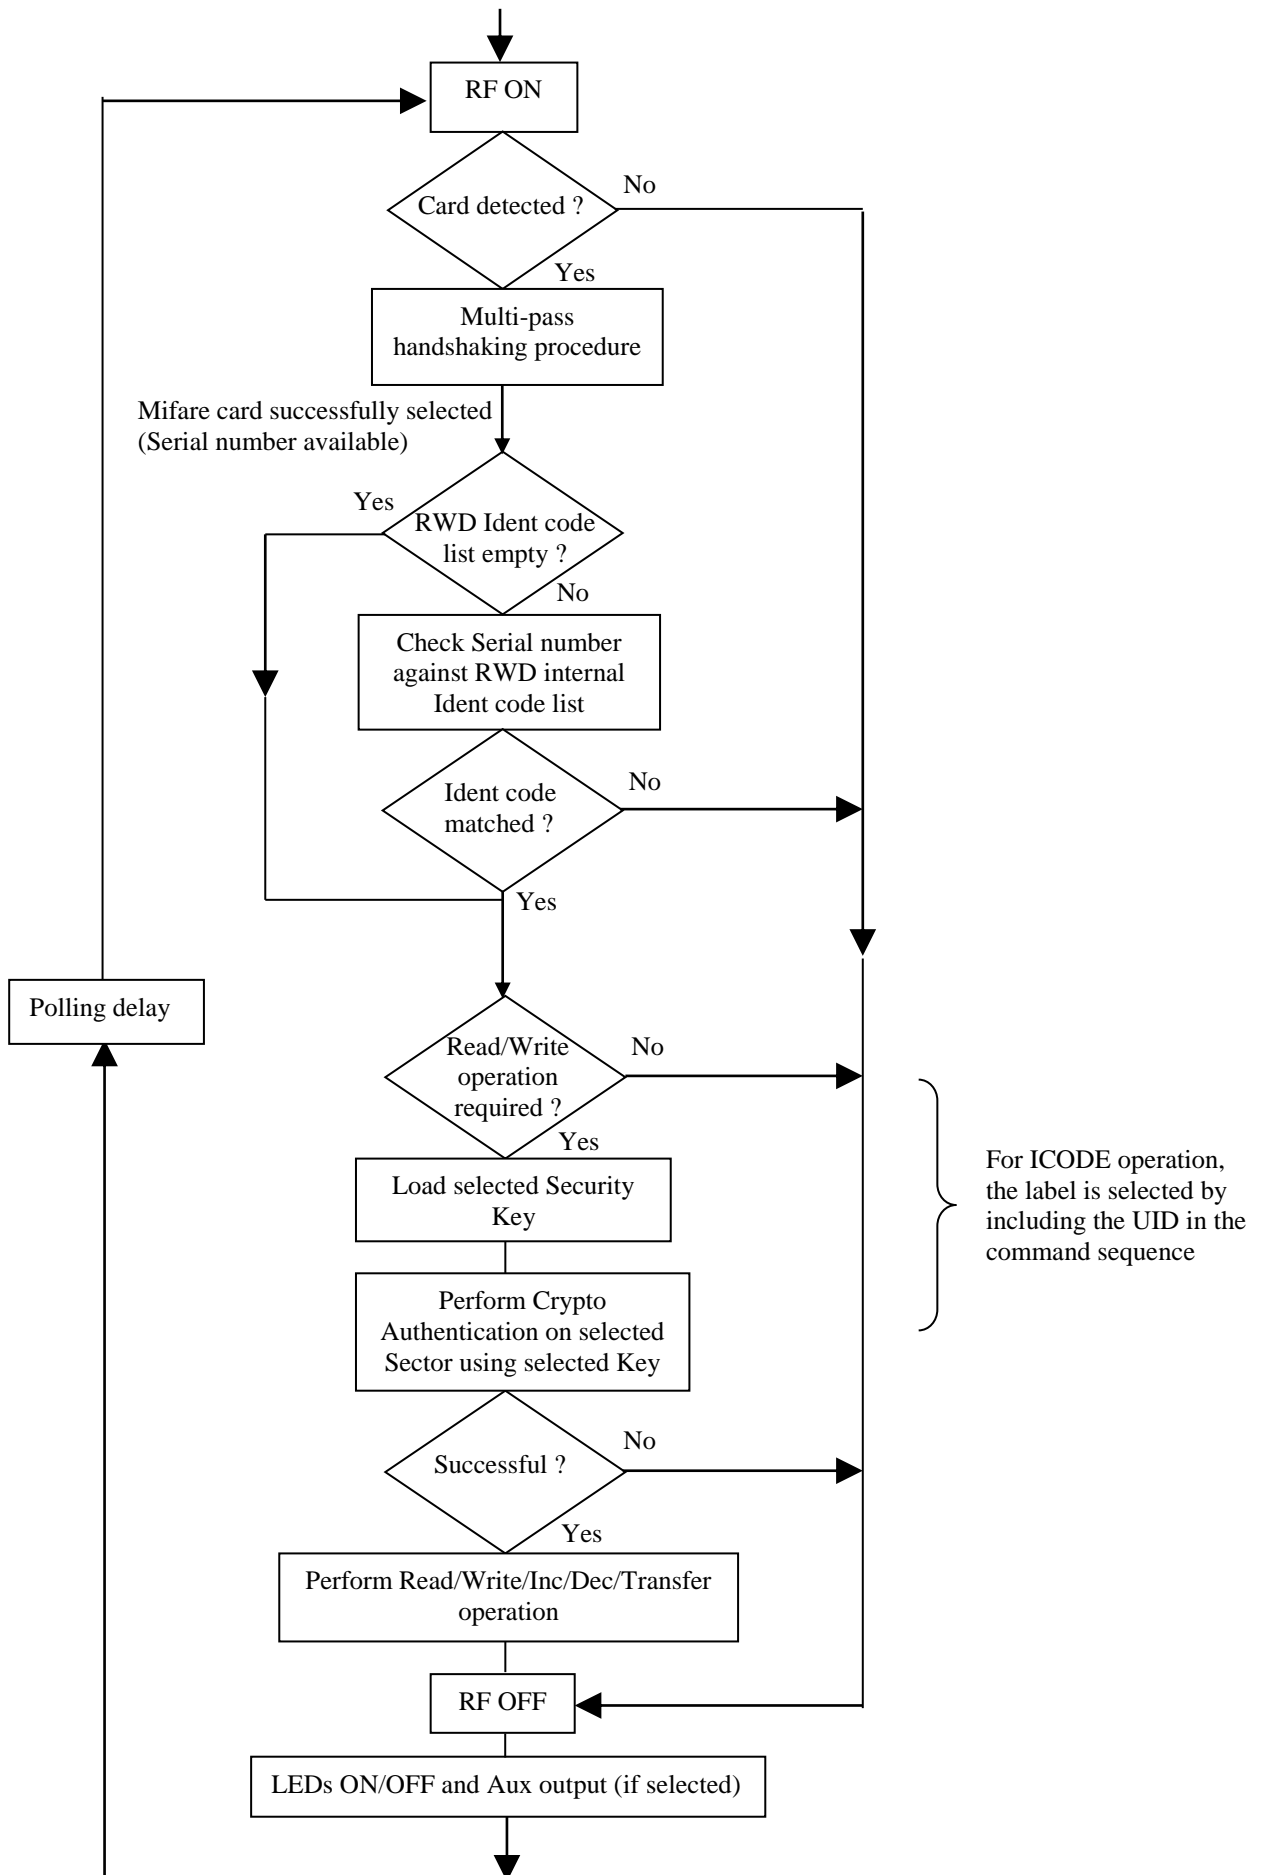 RF ON
No
Card detected ?
Yes
Multi-pass
handshaking procedure
Mifare card successfully selected
(Serial number available)
Yes
RWD Ident code
list empty ?
No
Check Serial number
against RWD internal
Ident code list
No
Ident code
matched ?
Yes
Polling delay
Read/Write
operation
required ?
No
Yes
For ICODE operation,
the label is selected by
including the UID in the
command sequence
Load selected Security
Key
Perform Crypto
Authentication on selected
Sector using selected Key
No
Successful ?
Yes
Perform Read/Write/Inc/Dec/Transfer
operation
RF OFF
LEDs ON/OFF and Aux output (if selected)